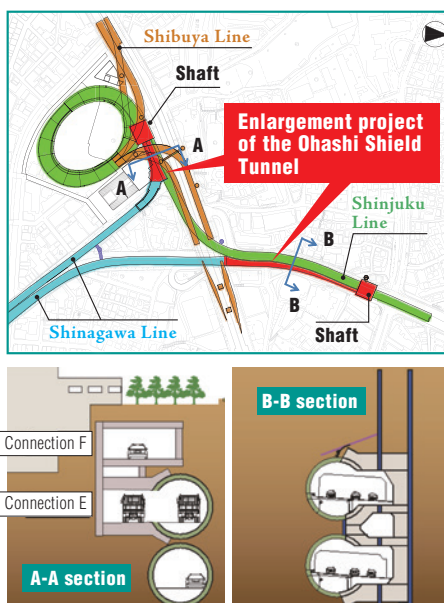 Shibuya Line
Shaft
Enlargement project
of the Ohashi Shield
Tunnel
A
A
Shinjuku
Line
B
B
Shaft
Shinagawa Line
Connection F
Connection E
A-A section
B-B section